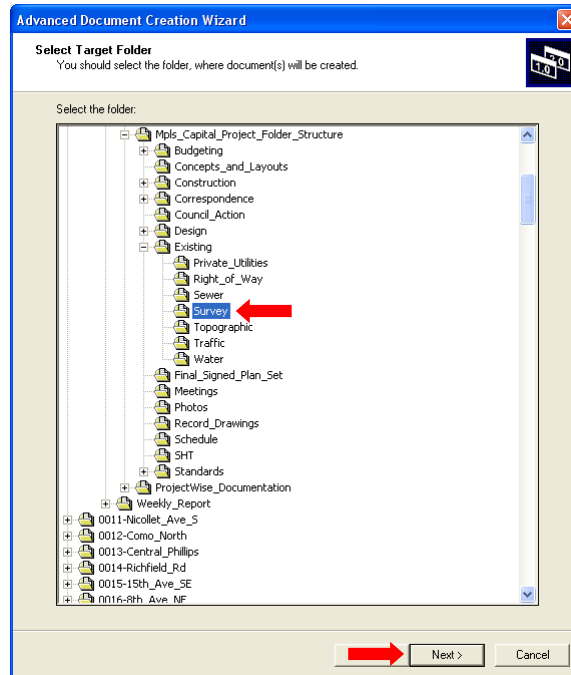 Advanced Document Creation Wizard
Select Target Folder
You should select the folder, where document(s) will be created.
Select the folder:
Mpls_Capital_Project_Folder_Structure
Budgeting
Concepts_and_Layouts
Construction
Correspondence
Council_Action
Design
Existing
Private_Utilities
Right_of_Way
Sewer
Survey
Topographic
Traffic
Water
Final_Signed_Plan_Set
Meetings
Photos
Record_Drawings
Schedule
SHT
Standards
ProjectWise_Documentation
Weekly_Report
0011-Nicollet_Ave_S
0012-Como_North
0013-Central_Phillips
0014-Richfield_Rd
0015-15th_Ave_SE
0016-8th_Ave_NE
Next >
Cancel